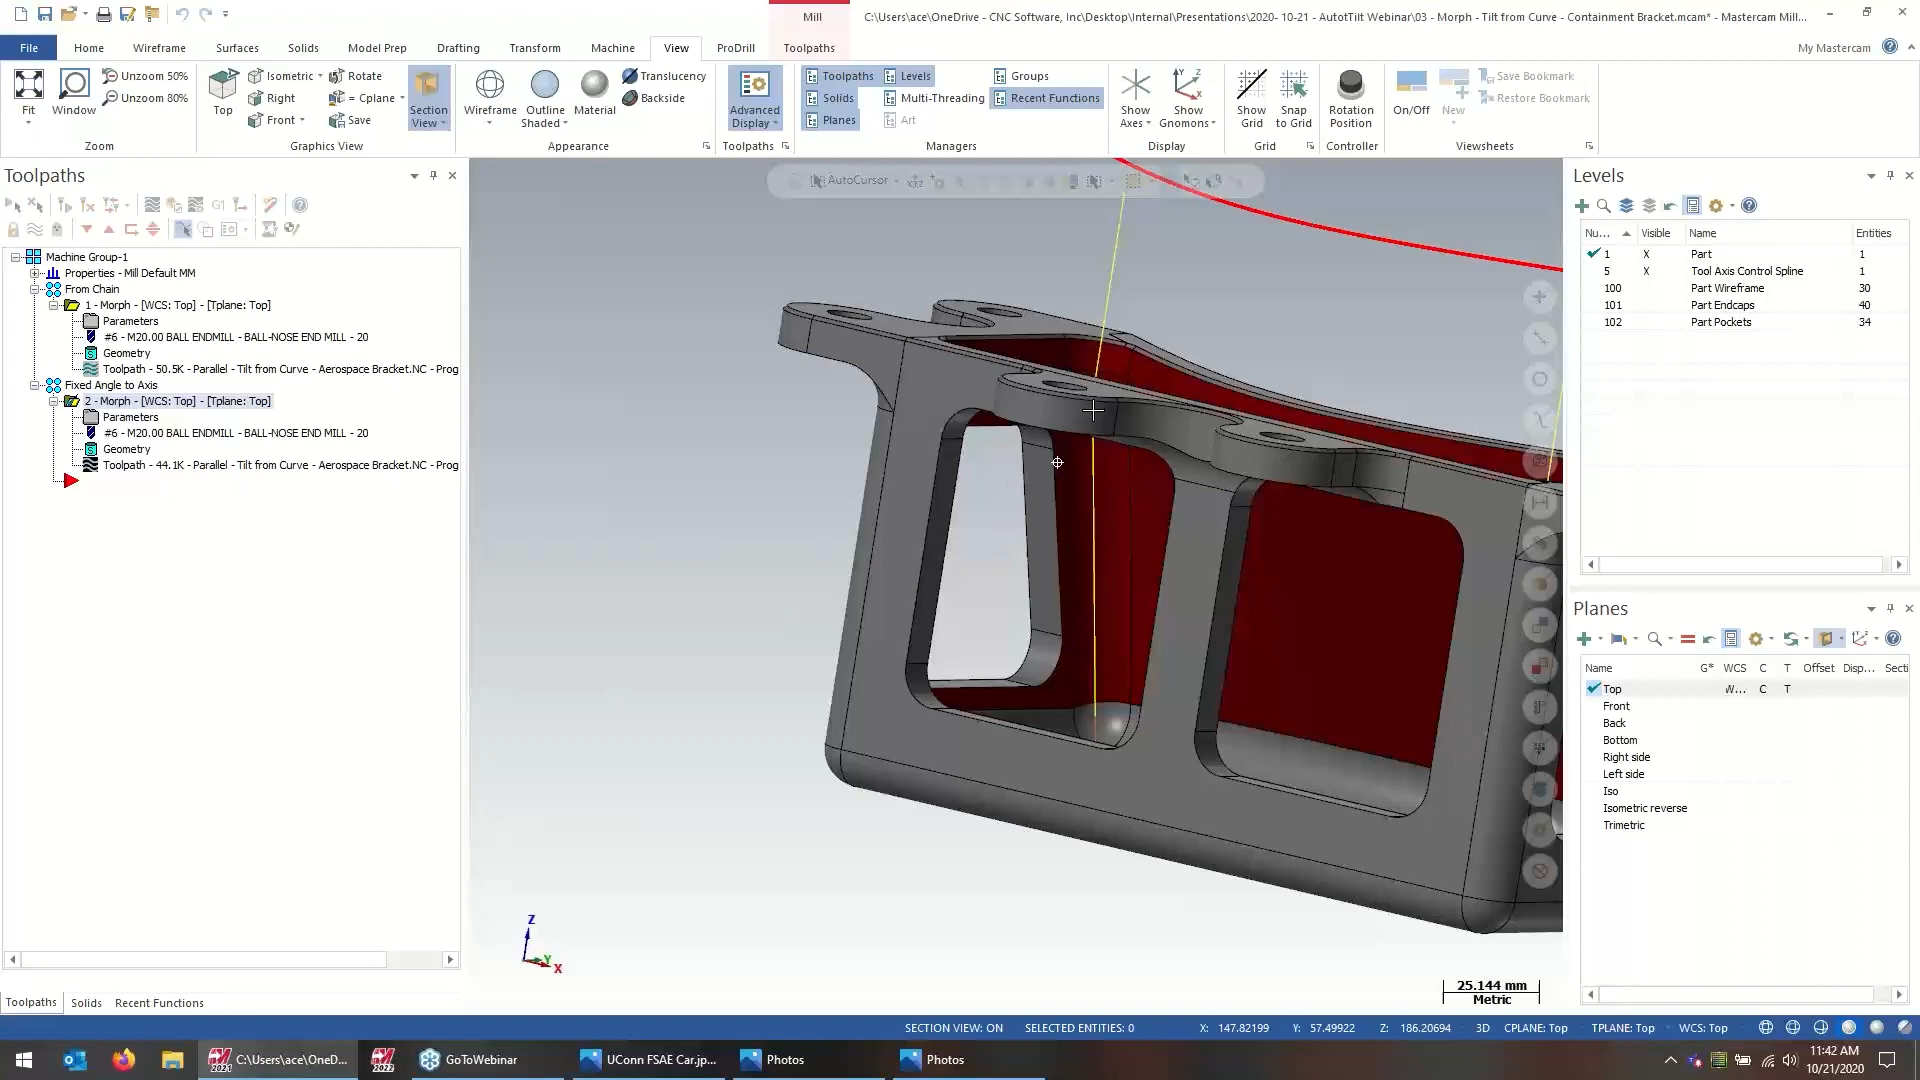 Mill
C:\Users\ace\OneDrive - CNC Software, Inc\Desktop\Internal\Presentations\2020- 10-21 - AutotTilt Webinar\03 - Morph - Tilt from Curve - Containment Bracket.mcam* - Mastercam Mill...
File Home Wireframe Surfaces Solids Model Prep Drafting Transform Machine View ProDrill Toolpaths My Mastercam
Fit
Window
Unzoom 50%
Unzoom 80%
Zoom
Top
Isometric
Right
Front
Rotate
= Cplane
Save
Section View
Graphics View
Wireframe
Outline Shaded
Material
Translucency
Backside
Appearance
Advanced Display
Toolpaths
Toolpaths
Solids
Planes
Levels
Multi-Threading
Art
Groups
Recent Functions
Managers
Show Axes
Show Gnomons
Display
Show Grid
Snap to Grid
Grid
Rotation Position
Controller
On/Off
New
Save Bookmark
Restore Bookmark
Viewsheets
Toolpaths
G1
Machine Group-1
Properties - Mill Default MM
From Chain
1 - Morph - [WCS: Top] - [Tplane: Top]
Parameters
#6 - M20.00 BALL ENDMILL - BALL-NOSE END MILL - 20
Geometry
Toolpath - 50.5K - Parallel - Tilt from Curve - Aerospace Bracket.NC - Prog
Fixed Angle to Axis
2 - Morph - [WCS: Top] - [Tplane: Top]
Parameters
#6 - M20.00 BALL ENDMILL - BALL-NOSE END MILL - 20
Geometry
Toolpath - 44.1K - Parallel - Tilt from Curve - Aerospace Bracket.NC - Prog
Toolpaths Solids Recent Functions
AutoCursor
Z
Y
X
25.144 mm
Metric
Levels
Nu... Visible Name Entities
1 X Part 1
5 X Tool Axis Control Spline 1
100 Part Wireframe 30
101 Part Endcaps 40
102 Part Pockets 34
Planes
Name G* WCS C T Offset Disp... Secti
Top W... C T
Front
Back
Bottom
Right side
Left side
Iso
Isometric reverse
Trimetric
SECTION VIEW: ON SELECTED ENTITIES: 0 X: 147.82199 Y: 57.49922 Z: 186.20694 3D CPLANE: Top TPLANE: Top WCS: Top
2021 C:\Users\ace\OneD...
2022
GoToWebinar
UConn FSAE Car.jp...
Photos
Photos
11:42 AM
10/21/2020